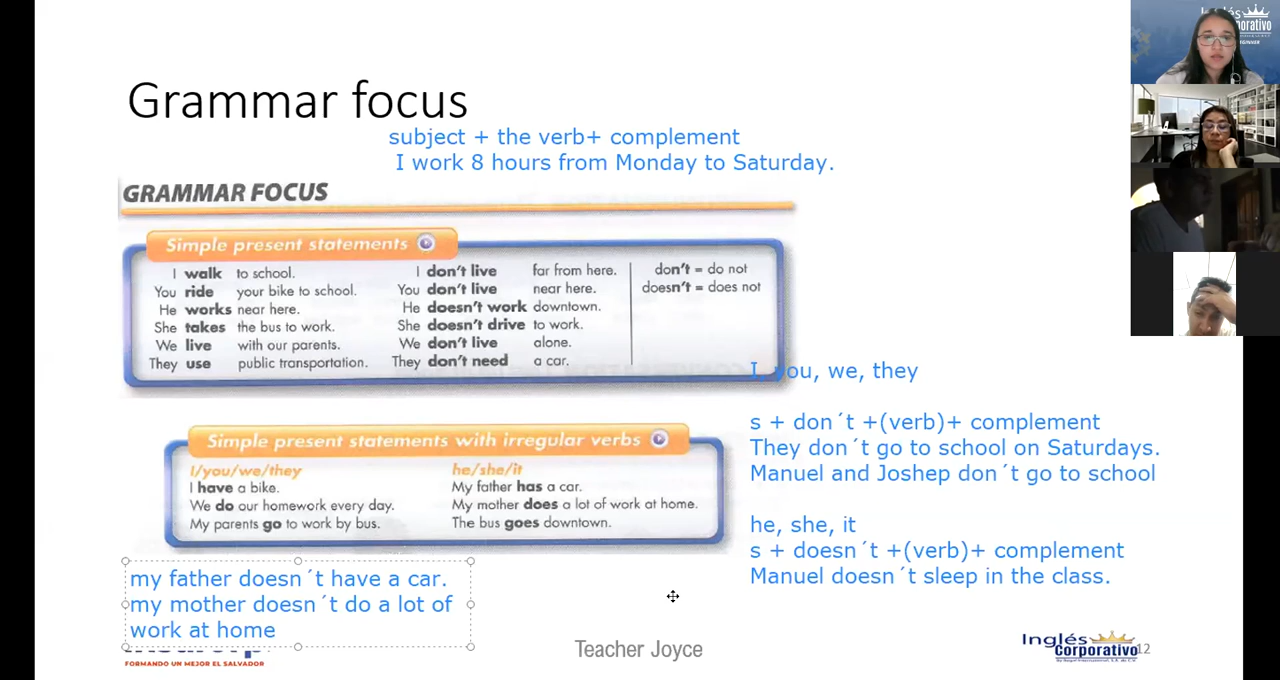 Inglés
Corporativo
Grammar focus
subject + the verb+ complement
I work 8 hours from Monday to Saturday.
GRAMMAR FOCUS
Simple present statements
I walk to school.
You ride your bike to school.
He works near here.
She takes the bus to work.
We live with our parents.
They use public transportation.
I don't live far from here.
You don't live near here.
He doesn't work downtown.
She doesn't drive to work.
We don't live alone.
They don't need a car.
don't = do not
doesn't = does not
I, you, we, they
s + don´t +(verb)+ complement
They don´t go to school on Saturdays.
Manuel and Joshep don´t go to school
he, she, it
s + doesn´t +(verb)+ complement
Manuel doesn´t sleep in the class.
Simple present statements with irregular verbs
I/you/we/they
I have a bike.
We do our homework every day.
My parents go to work by bus.
he/she/it
My father has a car.
My mother does a lot of work at home.
The bus goes downtown.
my father doesn´t have a car.
my mother doesn´t do a lot of
work at home
FORMANDO UN MEJOR EL SALVADOR
Teacher Joyce
Inglés
Corporativo
12